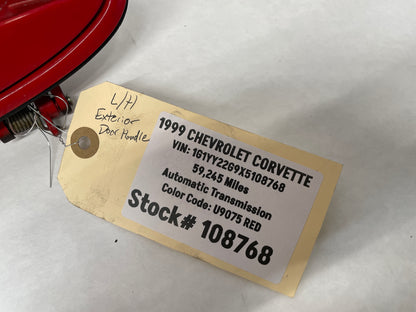 L/H
Exterior
Door Handle
1999 CHEVROLET CORVETTE
VIN: 1G1YY22G9X5108768
59,245 Miles
Automatic Transmission
Color Code: U9075 RED
Stock# 108768